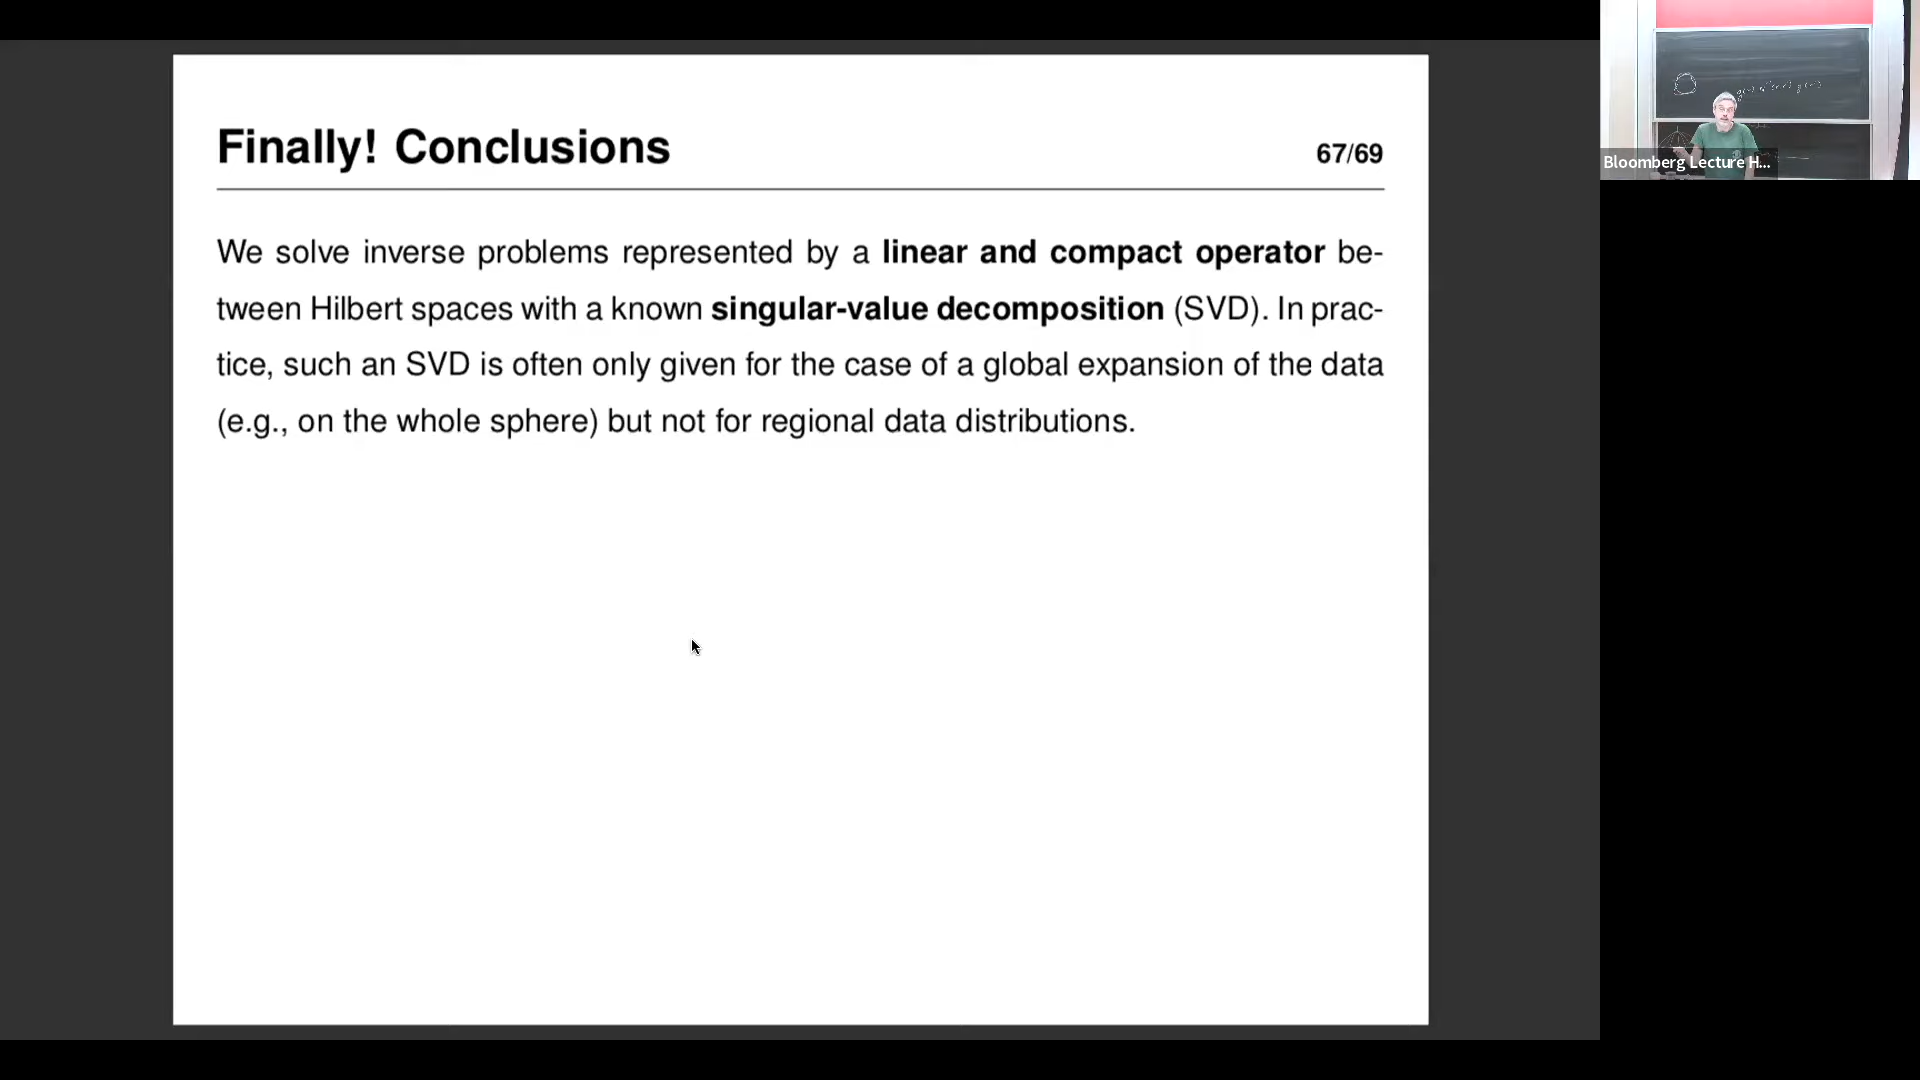 Finally! Conclusions
67/69
We solve inverse problems represented by a linear and compact operator be-
tween Hilbert spaces with a known singular-value decomposition (SVD). In prac-
tice, such an SVD is often only given for the case of a global expansion of the data
(e.g., on the whole sphere) but not for regional data distributions.
Bloomberg Lecture H...